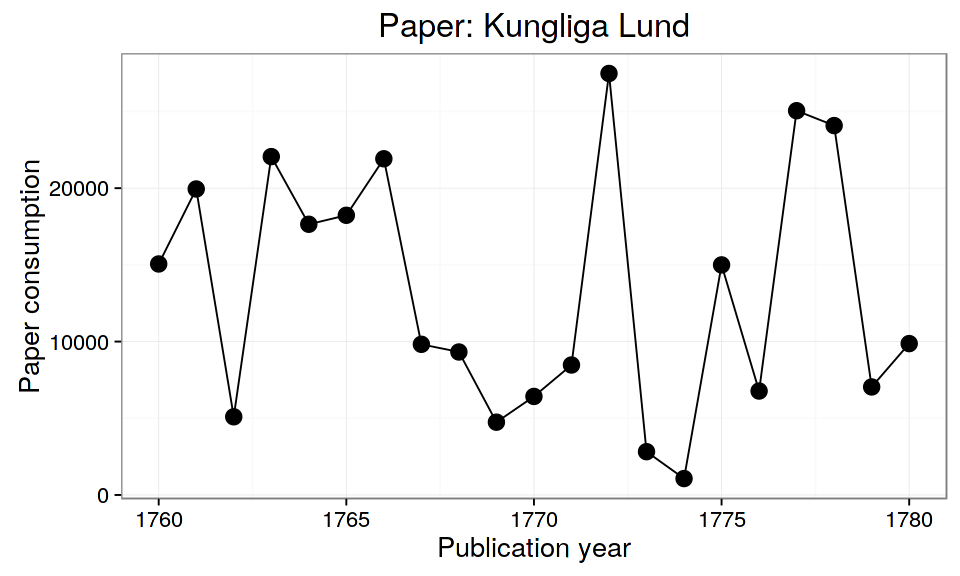 Paper: Kungliga Lund
Paper consumption
20000
10000
0
1760 1765 1770 1775 1780
Publication year